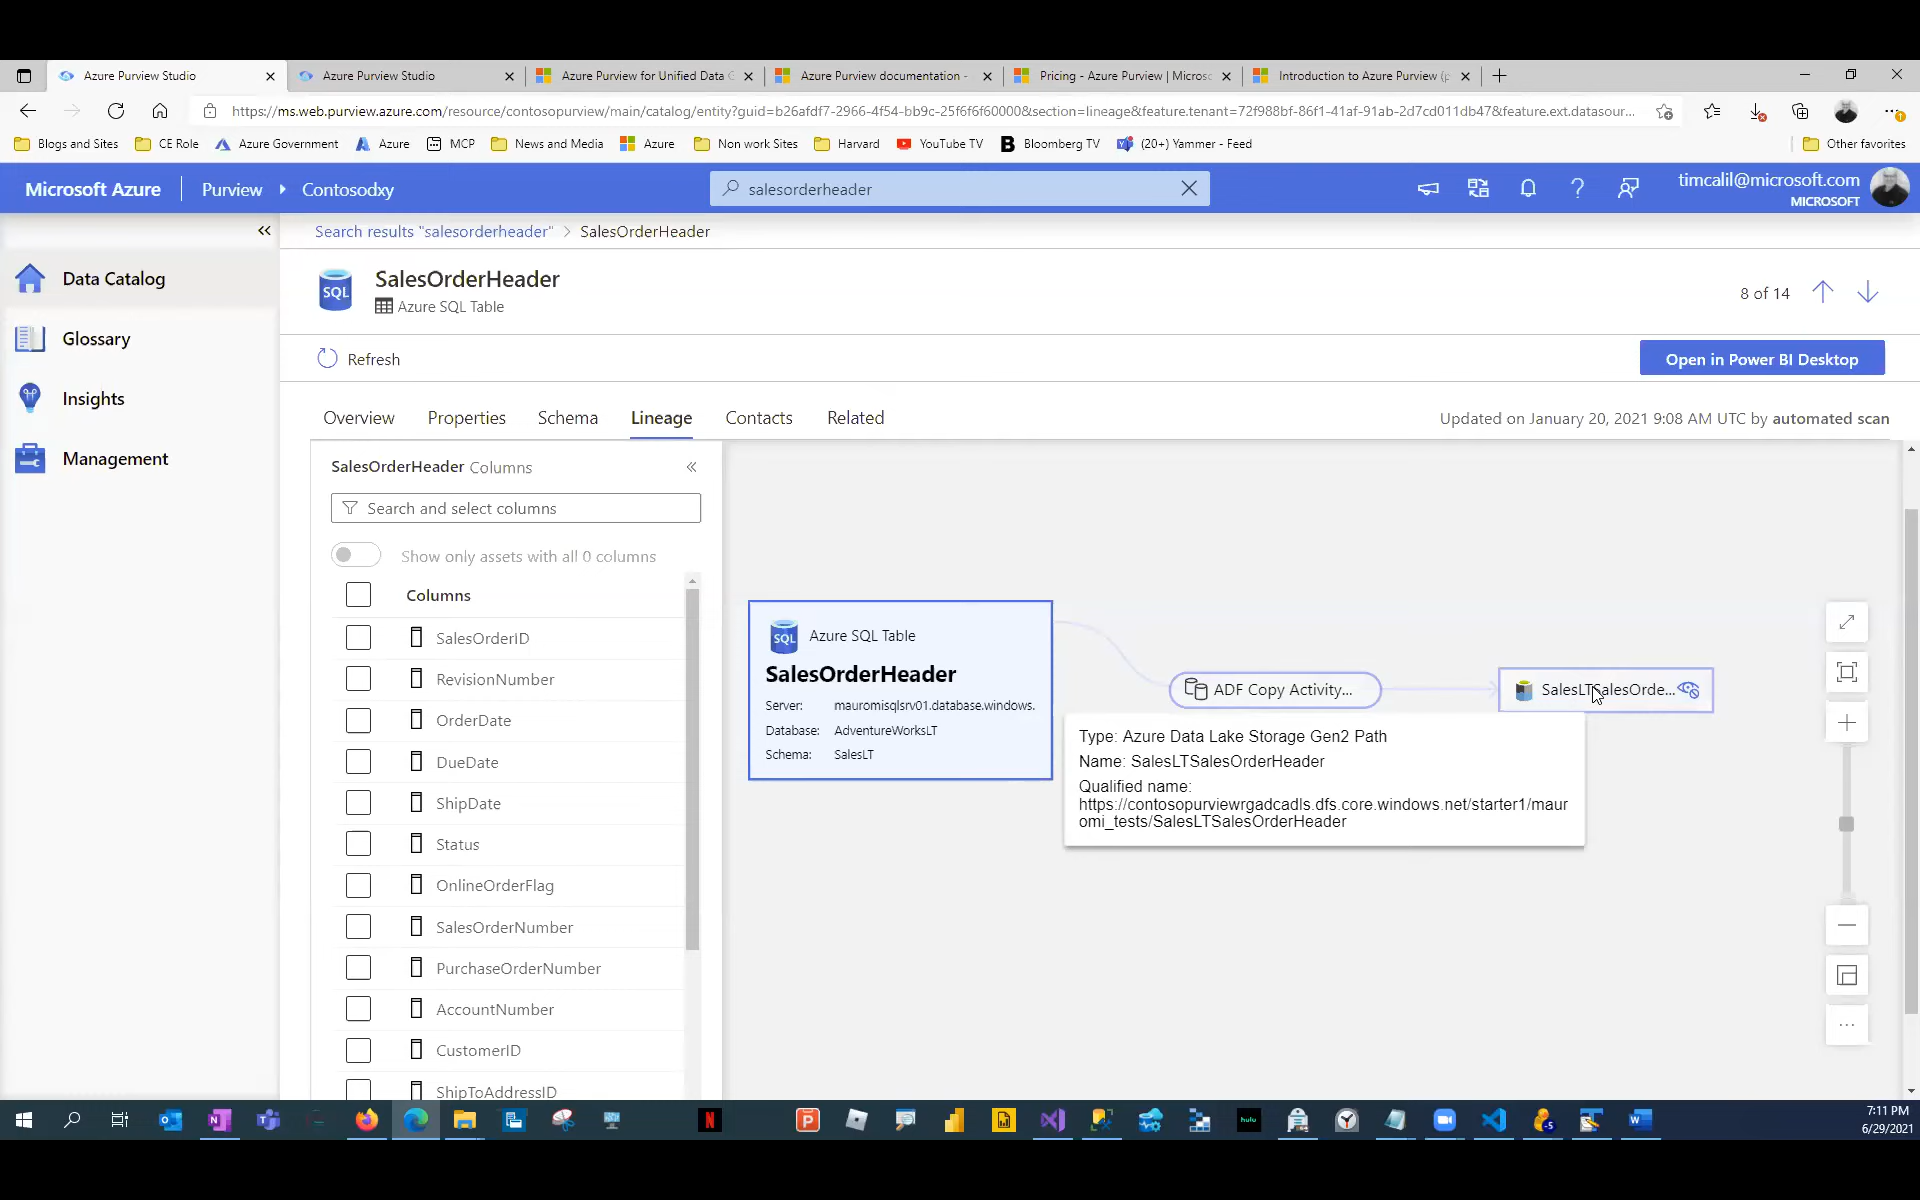 Azure Purview Studio
Azure Purview Studio
Azure Purview for Unified Data G
Azure Purview documentation -
Pricing - Azure Purview | Microso
Introduction to Azure Purview (p
https://ms.web.purview.azure.com/resource/contosopurview/main/catalog/entity?guid=b26afdf7-2966-4f54-bb9c-25f6f6f60000&section=lineage&feature.tenant=72f988bf-86f1-41af-91ab-2d7cd011db47&feature.ext.datasour...
Blogs and Sites
CE Role
Azure Government
Azure
MCP
News and Media
Azure
Non work Sites
Harvard
YouTube TV
Bloomberg TV
(20+) Yammer - Feed
Other favorites
Microsoft Azure
Purview
Contosodxy
salesorderheader
timcalil@microsoft.com
MICROSOFT
Search results "salesorderheader" > SalesOrderHeader
Data Catalog
Glossary
Insights
Management
SQL
SalesOrderHeader
Azure SQL Table
8 of 14
Refresh
Open in Power BI Desktop
Overview
Properties
Schema
Lineage
Contacts
Related
Updated on January 20, 2021 9:08 AM UTC by automated scan
SalesOrderHeader Columns
Search and select columns
Show only assets with all 0 columns
Columns
SalesOrderID
RevisionNumber
OrderDate
DueDate
ShipDate
Status
OnlineOrderFlag
SalesOrderNumber
PurchaseOrderNumber
AccountNumber
CustomerID
ShipToAddressID
SQL
Azure SQL Table
SalesOrderHeader
Server: mauromisqlsrv01.database.windows.
Database: AdventureWorksLT
Schema: SalesLT
ADF Copy Activity...
SalesLTSalesOrde...
Type: Azure Data Lake Storage Gen2 Path
Name: SalesLTSalesOrderHeader
Qualified name:
https://contosopurviewrgadcadls.dfs.core.windows.net/starter1/maur
omi_tests/SalesLTSalesOrderHeader
hulu
7:11 PM
6/29/2021